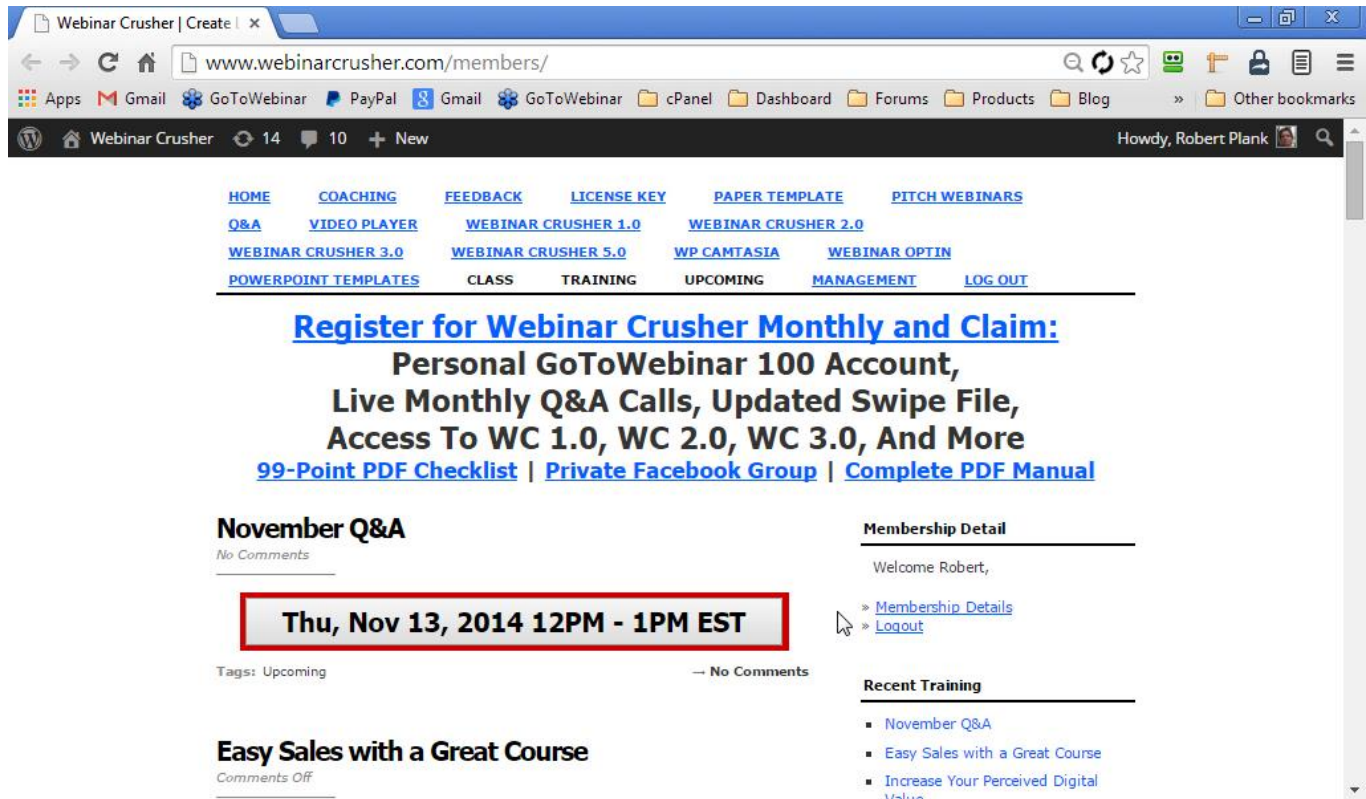 Webinar Crusher | Create L
www.webinarcrusher.com/members/
Apps Gmail GoToWebinar PayPal Gmail GoToWebinar cPanel Dashboard Forums Products Blog » Other bookmarks
Webinar Crusher 14 10 + New Howdy, Robert Plank
HOME COACHING FEEDBACK LICENSE KEY PAPER TEMPLATE PITCH WEBINARS
Q&A VIDEO PLAYER WEBINAR CRUSHER 1.0 WEBINAR CRUSHER 2.0
WEBINAR CRUSHER 3.0 WEBINAR CRUSHER 5.0 WP CAMTASIA WEBINAR OPTIN
POWERPOINT TEMPLATES CLASS TRAINING UPCOMING MANAGEMENT LOG OUT
Register for Webinar Crusher Monthly and Claim:
Personal GoToWebinar 100 Account,
Live Monthly Q&A Calls, Updated Swipe File,
Access To WC 1.0, WC 2.0, WC 3.0, And More
99-Point PDF Checklist | Private Facebook Group | Complete PDF Manual
November Q&A
No Comments
Thu, Nov 13, 2014 12PM - 1PM EST
Tags: Upcoming → No Comments
Easy Sales with a Great Course
Comments Off
Membership Detail
Welcome Robert,
» Membership Details
» Logout
Recent Training
▪ November Q&A
▪ Easy Sales with a Great Course
▪ Increase Your Perceived Digital
Value